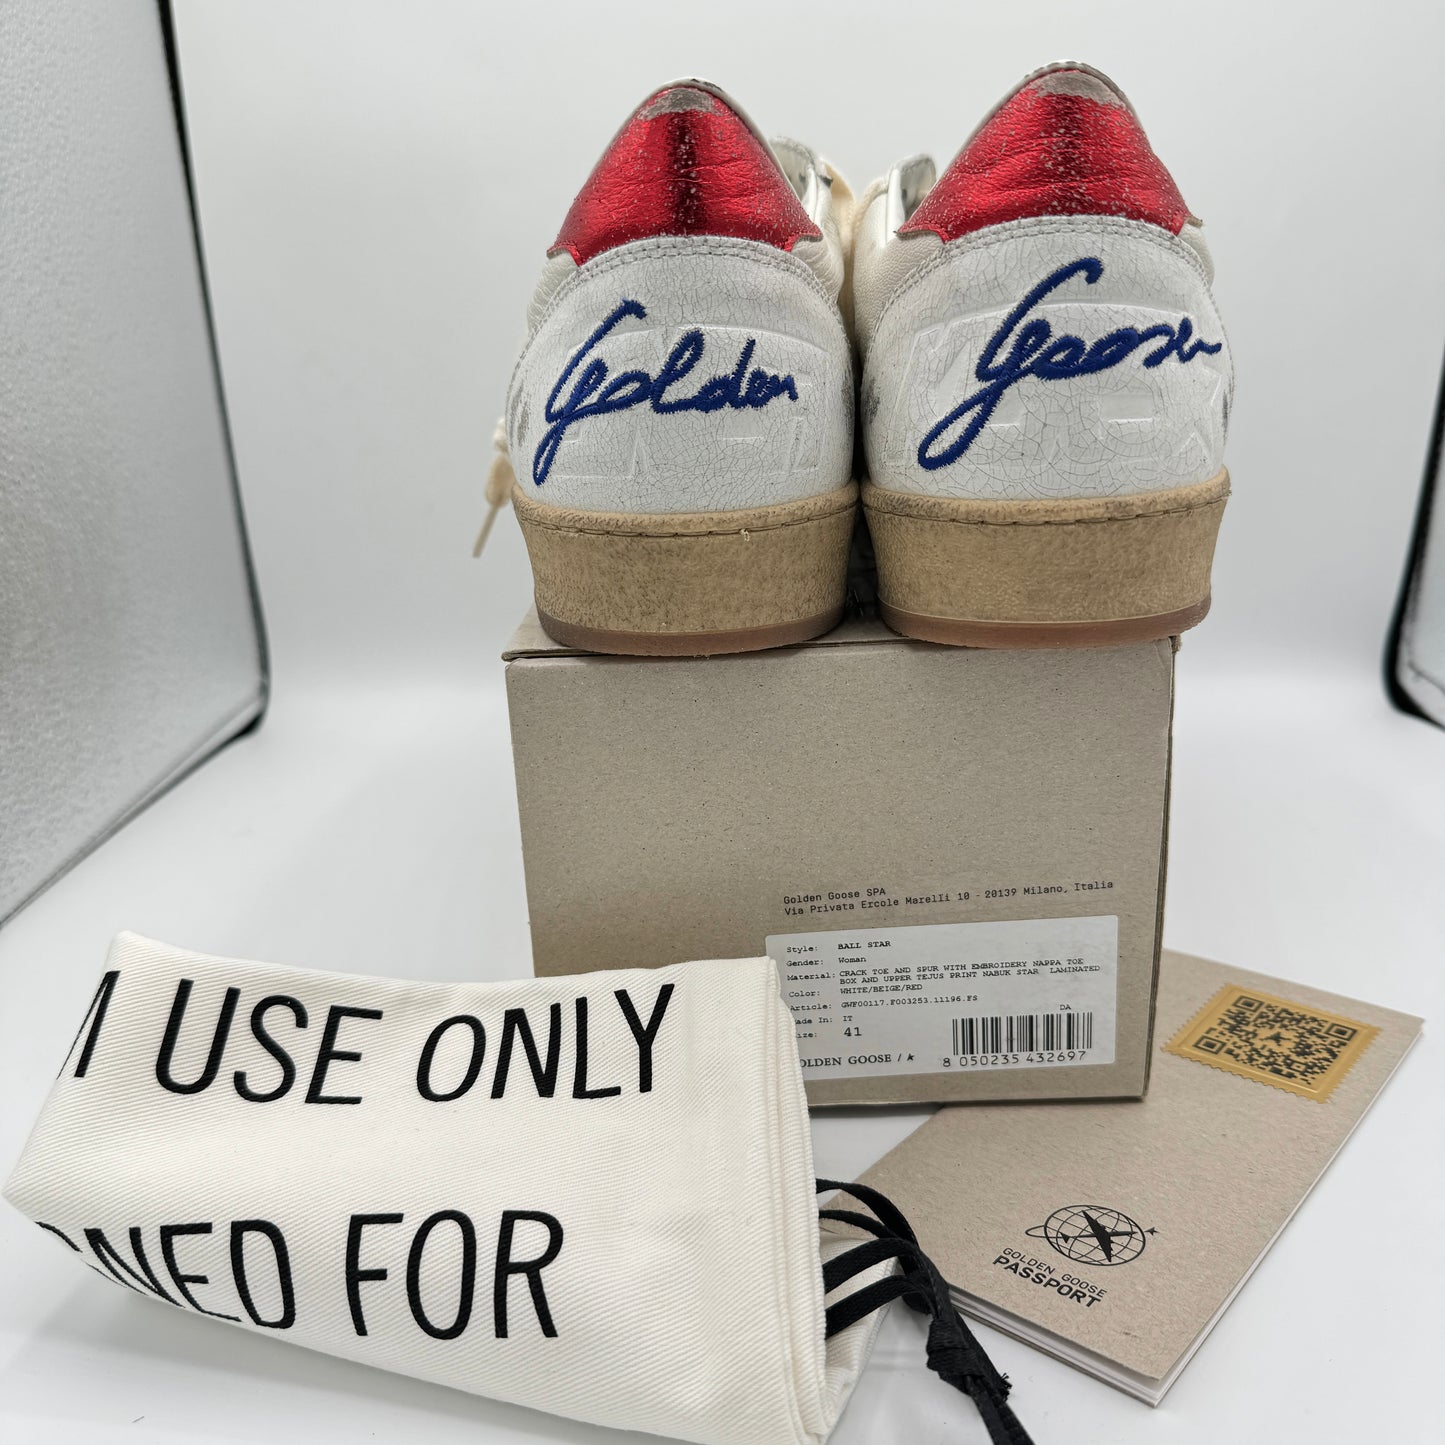 Golden
Goose
Golden Goose SPA
Via Privata Ercole Marelli 10 - 20139 Milano, Italia
Style: BALL STAR
Gender: Woman
Material: CRACK TOE AND SPUR WITH EMBROIDERY NAPPA TOE
BOX AND UPPER TEJUS PRINT NABUK STAR LAMINATED
Color: WHITE/BEIGE/RED
Article: GWF00117.F003253.11196.FS
ade In: IT
DA
ize: 41
OLDEN GOOSE /
8 050235 432697
M USE ONLY
NED FOR
GOLDEN GOOSE
PASSPORT